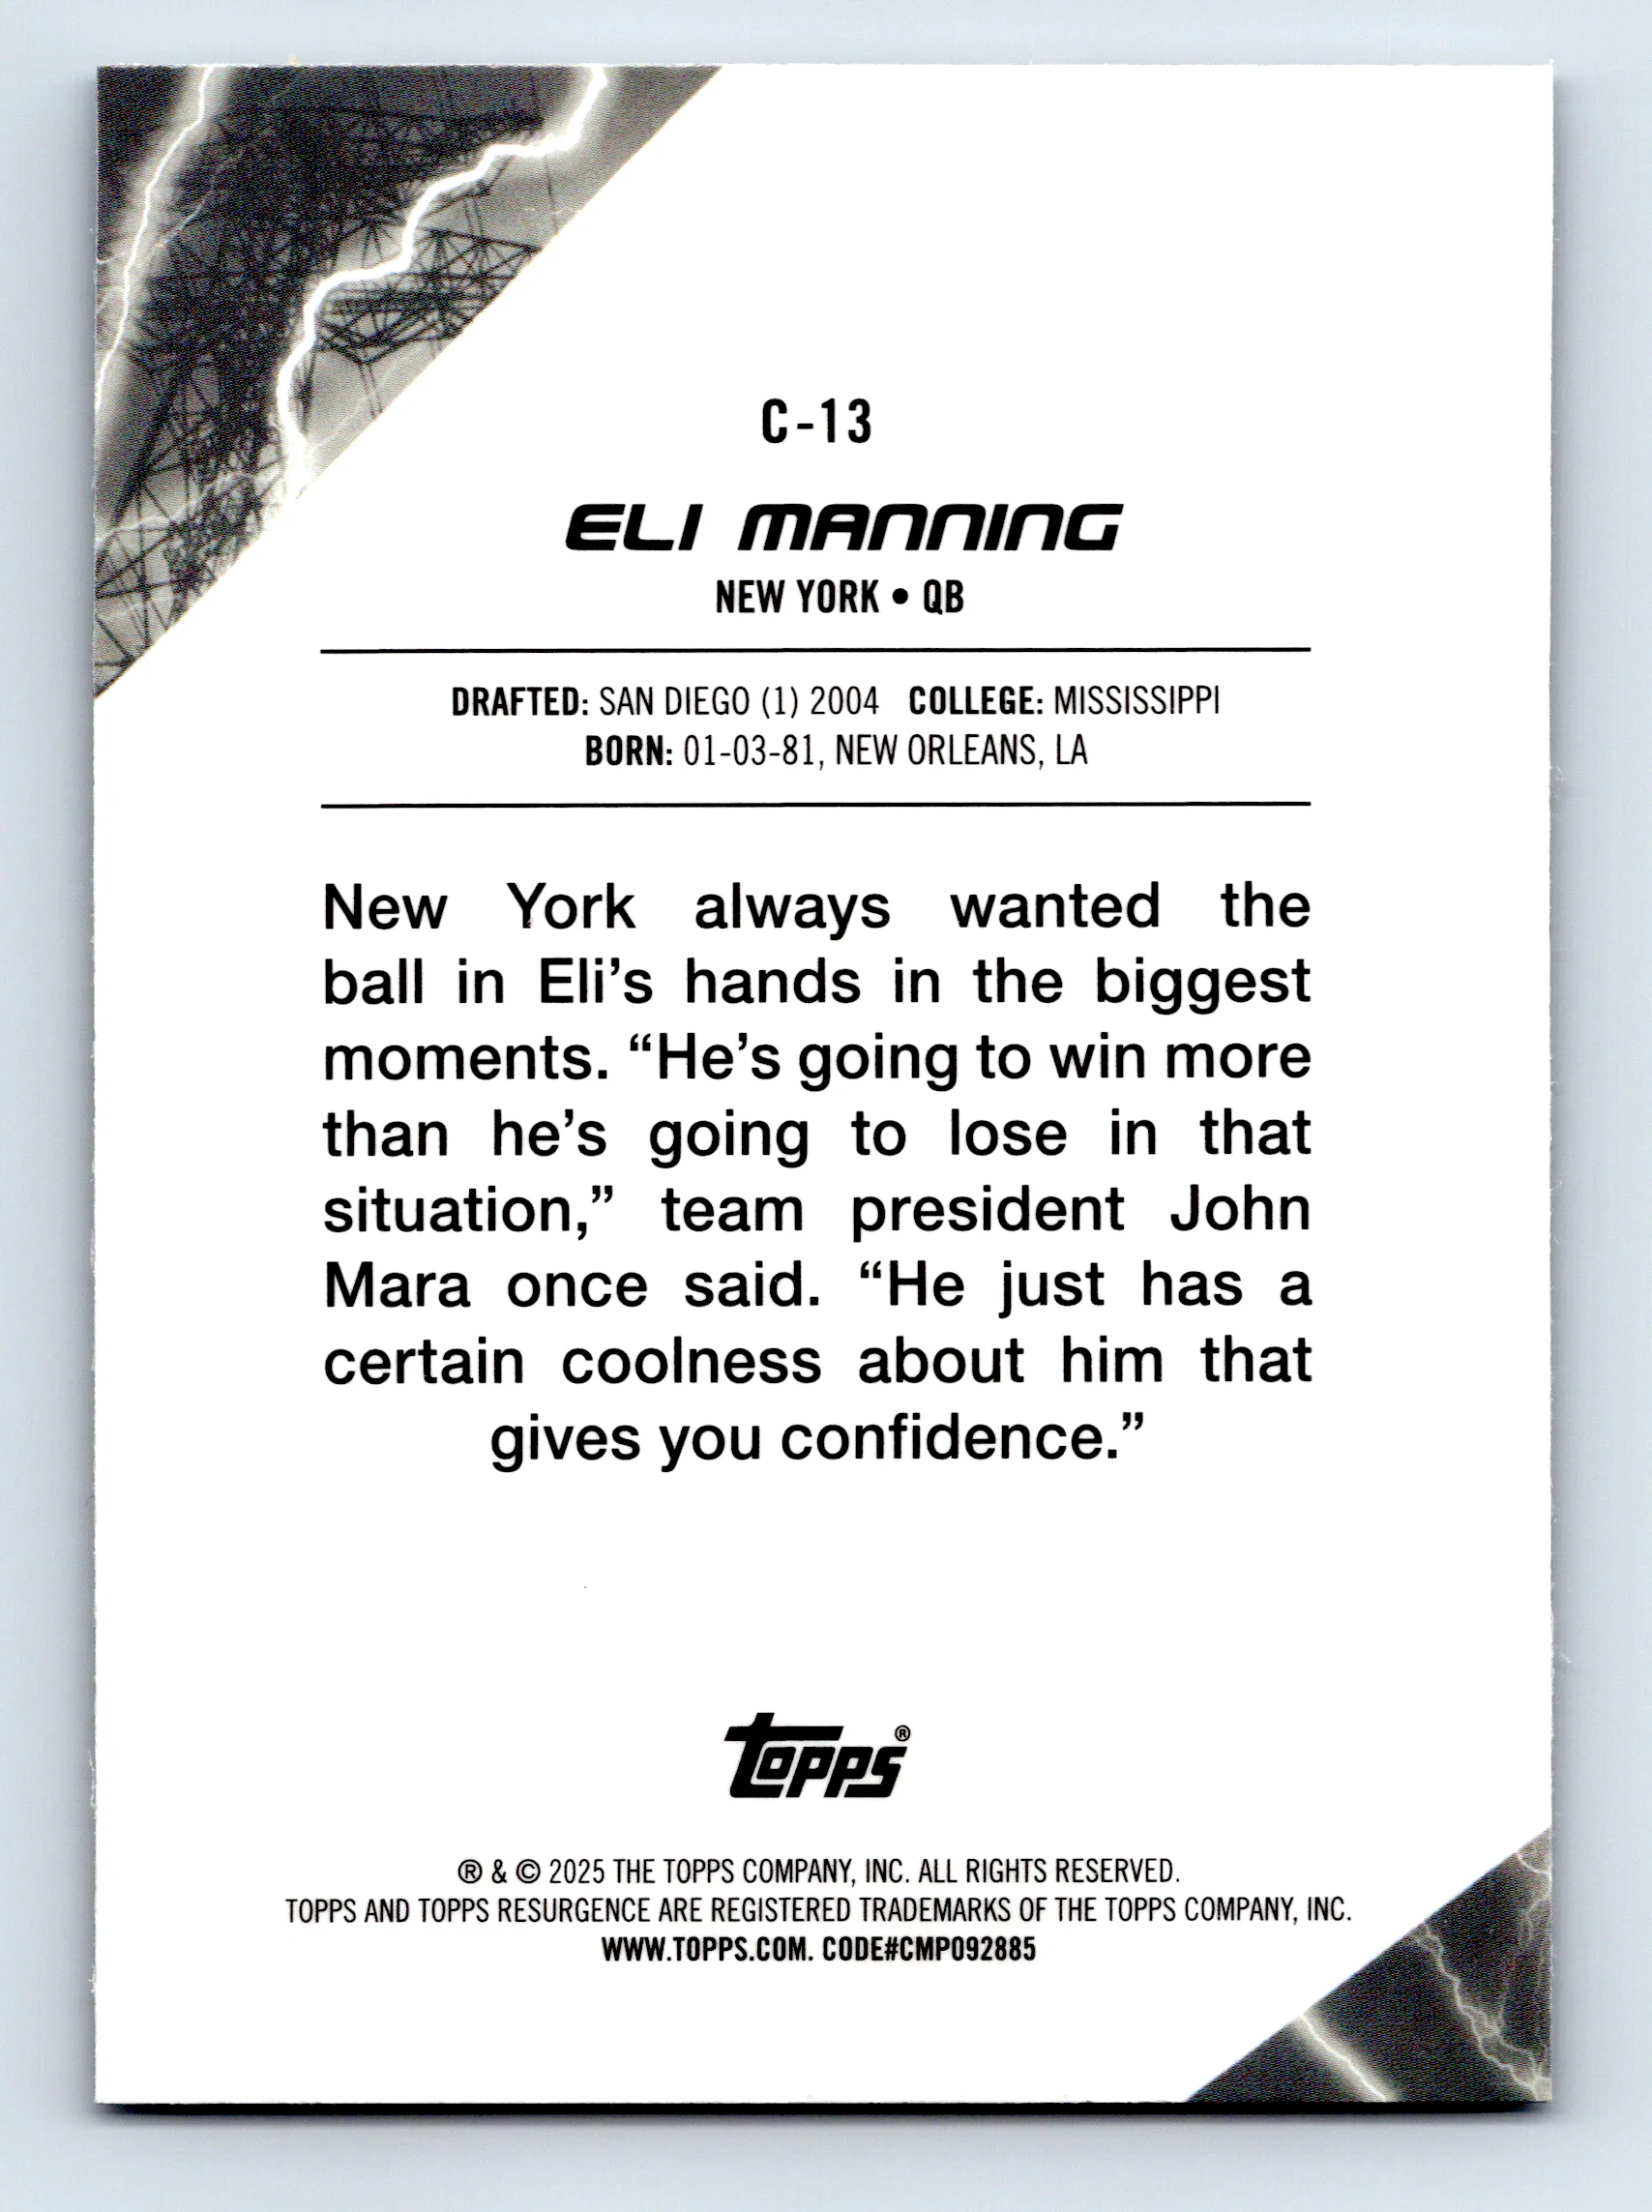 C-13
ELI MANNING
NEW YORK • QB
DRAFTED: SAN DIEGO (1) 2004 COLLEGE: MISSISSIPPI
BORN: 01-03-81, NEW ORLEANS, LA
New York always wanted the
ball in Eli’s hands in the biggest
moments. “He’s going to win more
than he’s going to lose in that
situation,” team president John
Mara once said. “He just has a
certain coolness about him that
gives you confidence.”
Topps®
® & © 2025 THE TOPPS COMPANY, INC. ALL RIGHTS RESERVED.
TOPPS AND TOPPS RESURGENCE ARE REGISTERED TRADEMARKS OF THE TOPPS COMPANY, INC.
WWW.TOPPS.COM. CODE#CMP092885